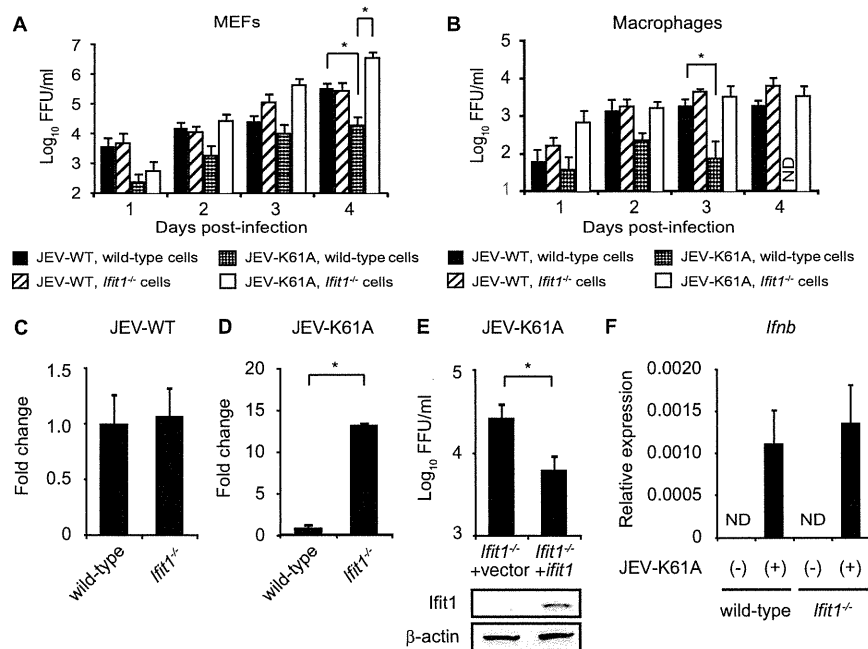 A
MEFs
Log10 FFU/ml
7
6
5
4
3
2
*
*
1
2
3
4
Days post-infection
B
Macrophages
Log10 FFU/ml
5
4
3
2
1
*
ND
1
2
3
4
Days post-infection
JEV-WT, wild-type cells
JEV-K61A, wild-type cells
JEV-WT, Ifit1-/- cells
JEV-K61A, Ifit1-/- cells
JEV-WT, wild-type cells
JEV-K61A, wild-type cells
JEV-WT, Ifit1-/- cells
JEV-K61A, Ifit1-/- cells
C
JEV-WT
Fold change
1.5
1.0
0.5
0
wild-type
Ifit1-/-
D
JEV-K61A
Fold change
20
15
10
5
0
*
wild-type
Ifit1-/-
E
JEV-K61A
Log10 FFU/ml
5
4
3
*
Ifit1-/- Ifit1-/-
+vector +ifit1
Ifit1
β-actin
F
Ifnb
Relative expression
0.0020
0.0015
0.0010
0.0005
0.000
ND
ND
JEV-K61A (-) (+) (-) (+)
wild-type Ifit1-/-